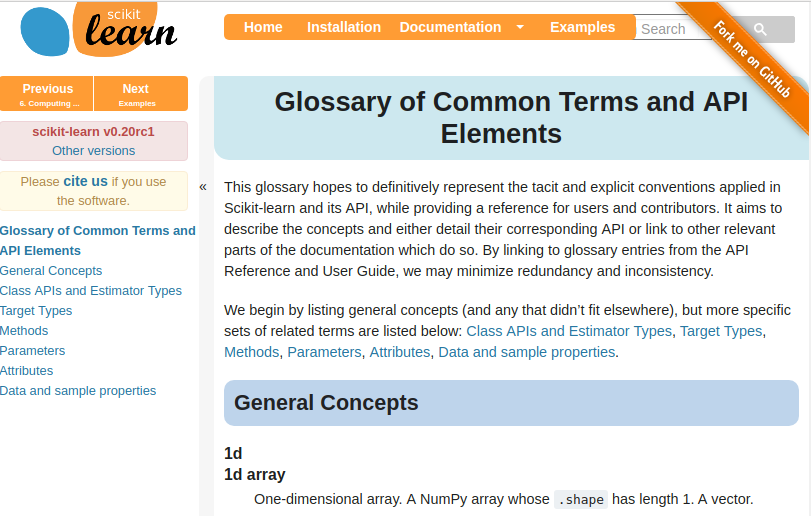 scikit
learn
Home Installation Documentation Examples
Search
Fork me on GitHub
Previous Next
6. Computing ... Examples
scikit-learn v0.20rc1
Other versions
Please cite us if you use
the software.
Glossary of Common Terms and
API Elements
General Concepts
Class APIs and Estimator Types
Target Types
Methods
Parameters
Attributes
Data and sample properties
«
Glossary of Common Terms and API
Elements
This glossary hopes to definitively represent the tacit and explicit conventions applied in
Scikit-learn and its API, while providing a reference for users and contributors. It aims to
describe the concepts and either detail their corresponding API or link to other relevant
parts of the documentation which do so. By linking to glossary entries from the API
Reference and User Guide, we may minimize redundancy and inconsistency.
We begin by listing general concepts (and any that didn’t fit elsewhere), but more specific
sets of related terms are listed below: Class APIs and Estimator Types, Target Types,
Methods, Parameters, Attributes, Data and sample properties.
General Concepts
1d
1d array
One-dimensional array. A NumPy array whose .shape has length 1. A vector.